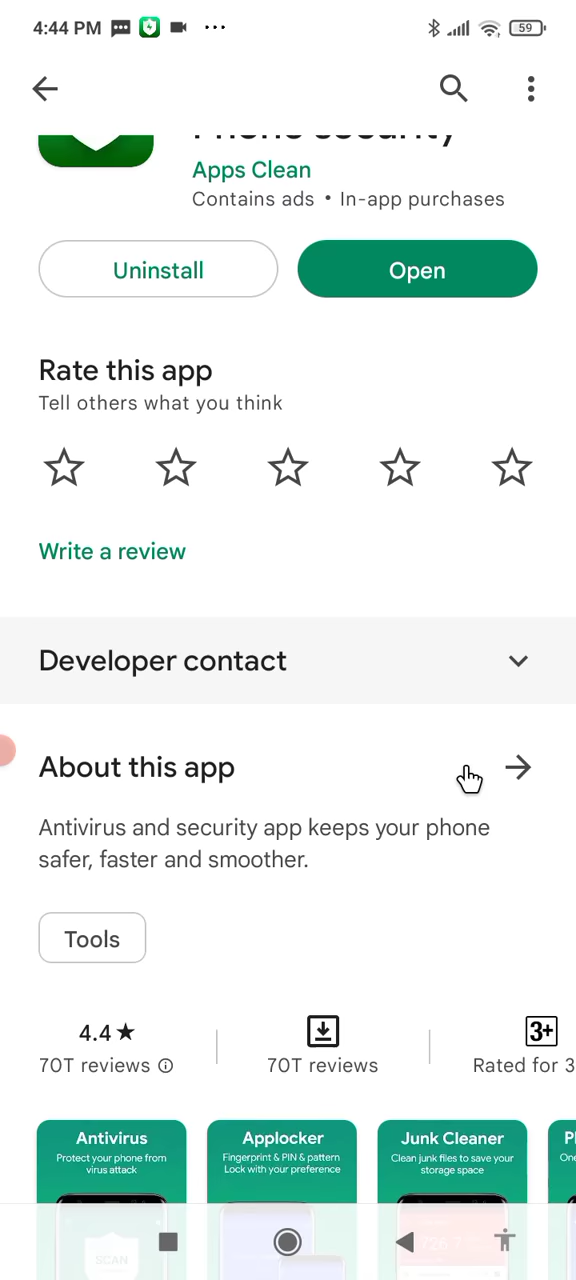 4:44 PM
59
Phone security
Apps Clean
Contains ads • In-app purchases
Uninstall
Open
Rate this app
Tell others what you think
Write a review
Developer contact
About this app
Antivirus and security app keeps your phone
safer, faster and smoother.
Tools
4.4★
70T reviews
70T reviews
3+
Rated for 3
Antivirus
Protect your phone from
virus attack
Applocker
Fingerprint & PIN & pattern
Lock with your preference
Junk Cleaner
Clean junk files to save your
storage space
SCAN